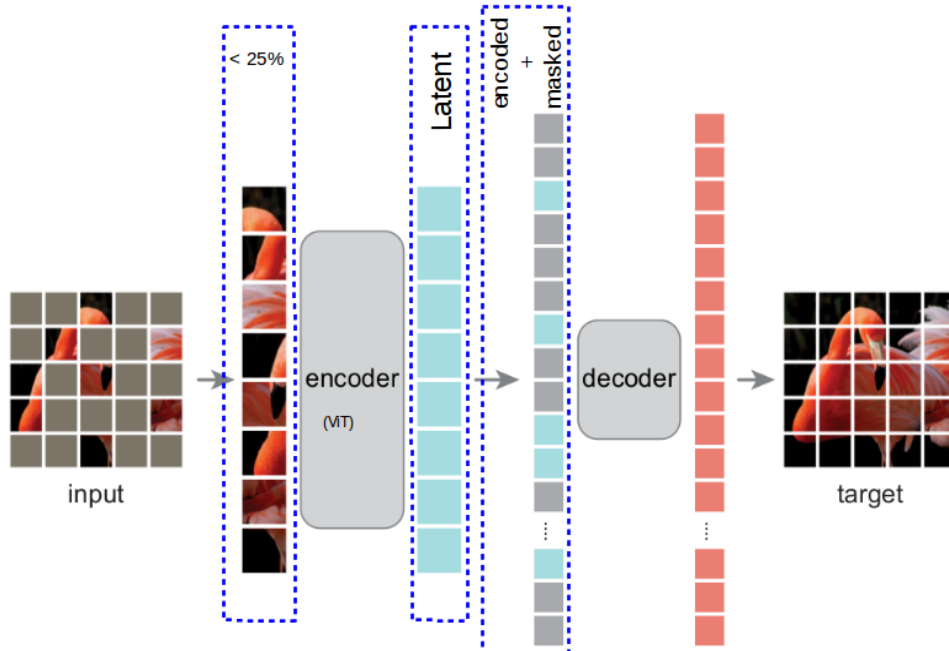 < 25%
Latent
encoded
+
masked
encoder
(ViT)
decoder
input
target